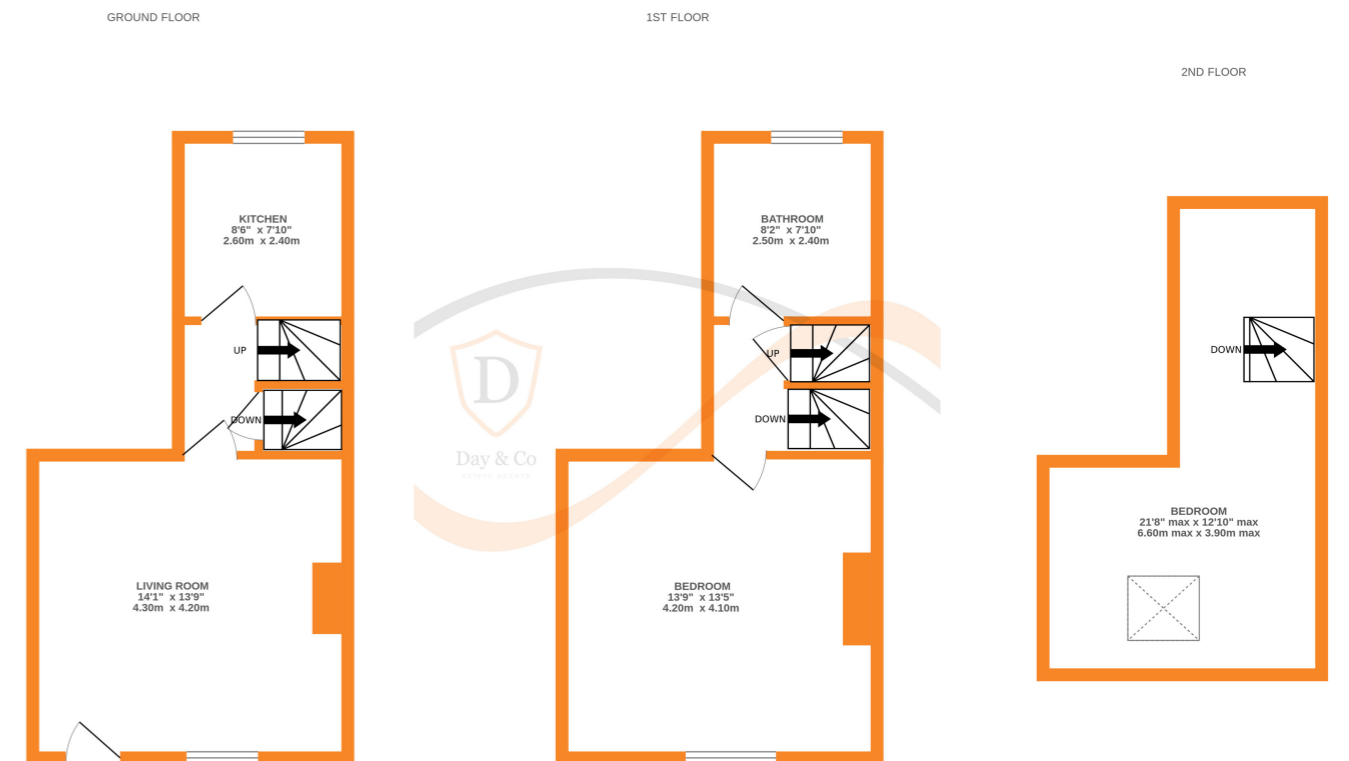 GROUND FLOOR
1ST FLOOR
2ND FLOOR
KITCHEN
8'6" x 7'10"
2.60m x 2.40m
UP
DOWN
LIVING ROOM
14'1" x 13'9"
4.30m x 4.20m
D
Day & Co
ESTATE AGENTS
BATHROOM
8'2" x 7'10"
2.50m x 2.40m
UP
DOWN
BEDROOM
13'9" x 13'5"
4.20m x 4.10m
DOWN
BEDROOM
21'8" max x 12'10" max
6.60m max x 3.90m max